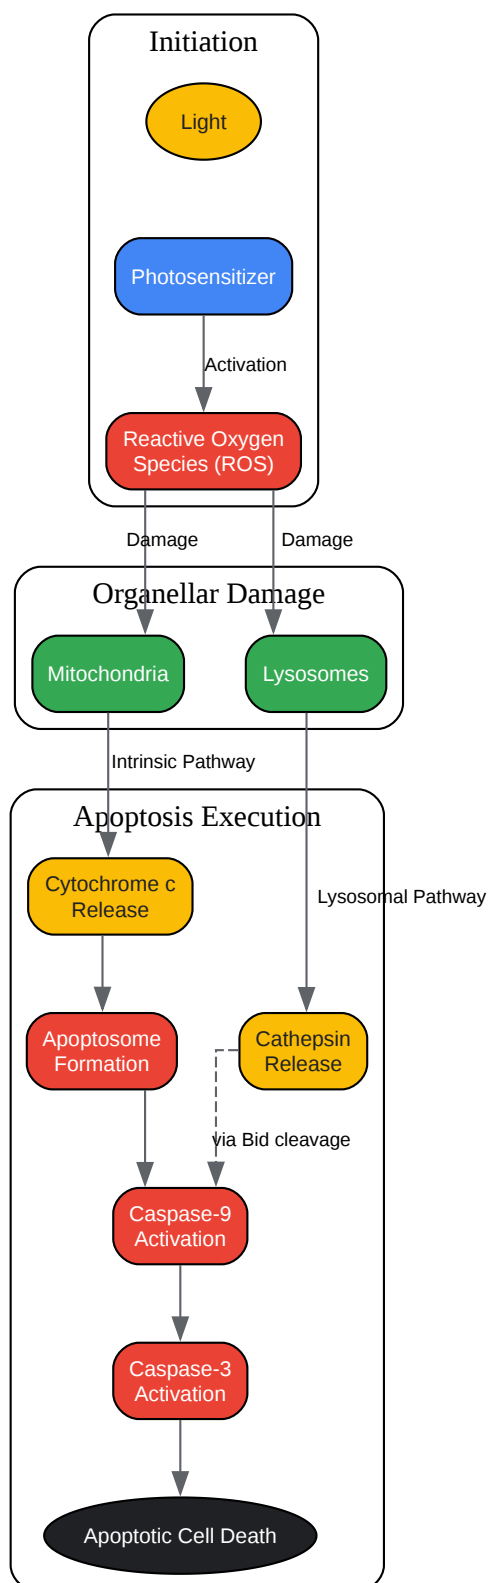 Initiation
Light
Photosensitizer
Activation
Reactive Oxygen
Species (ROS)
Damage
Damage
Organellar Damage
Mitochondria
Lysosomes
Intrinsic Pathway
Apoptosis Execution
Cytochrome c
Release
Lysosomal Pathway
Apoptosome
Formation
Cathepsin
Release
via Bid cleavage
Caspase-9
Activation
Caspase-3
Activation
Apoptotic Cell Death